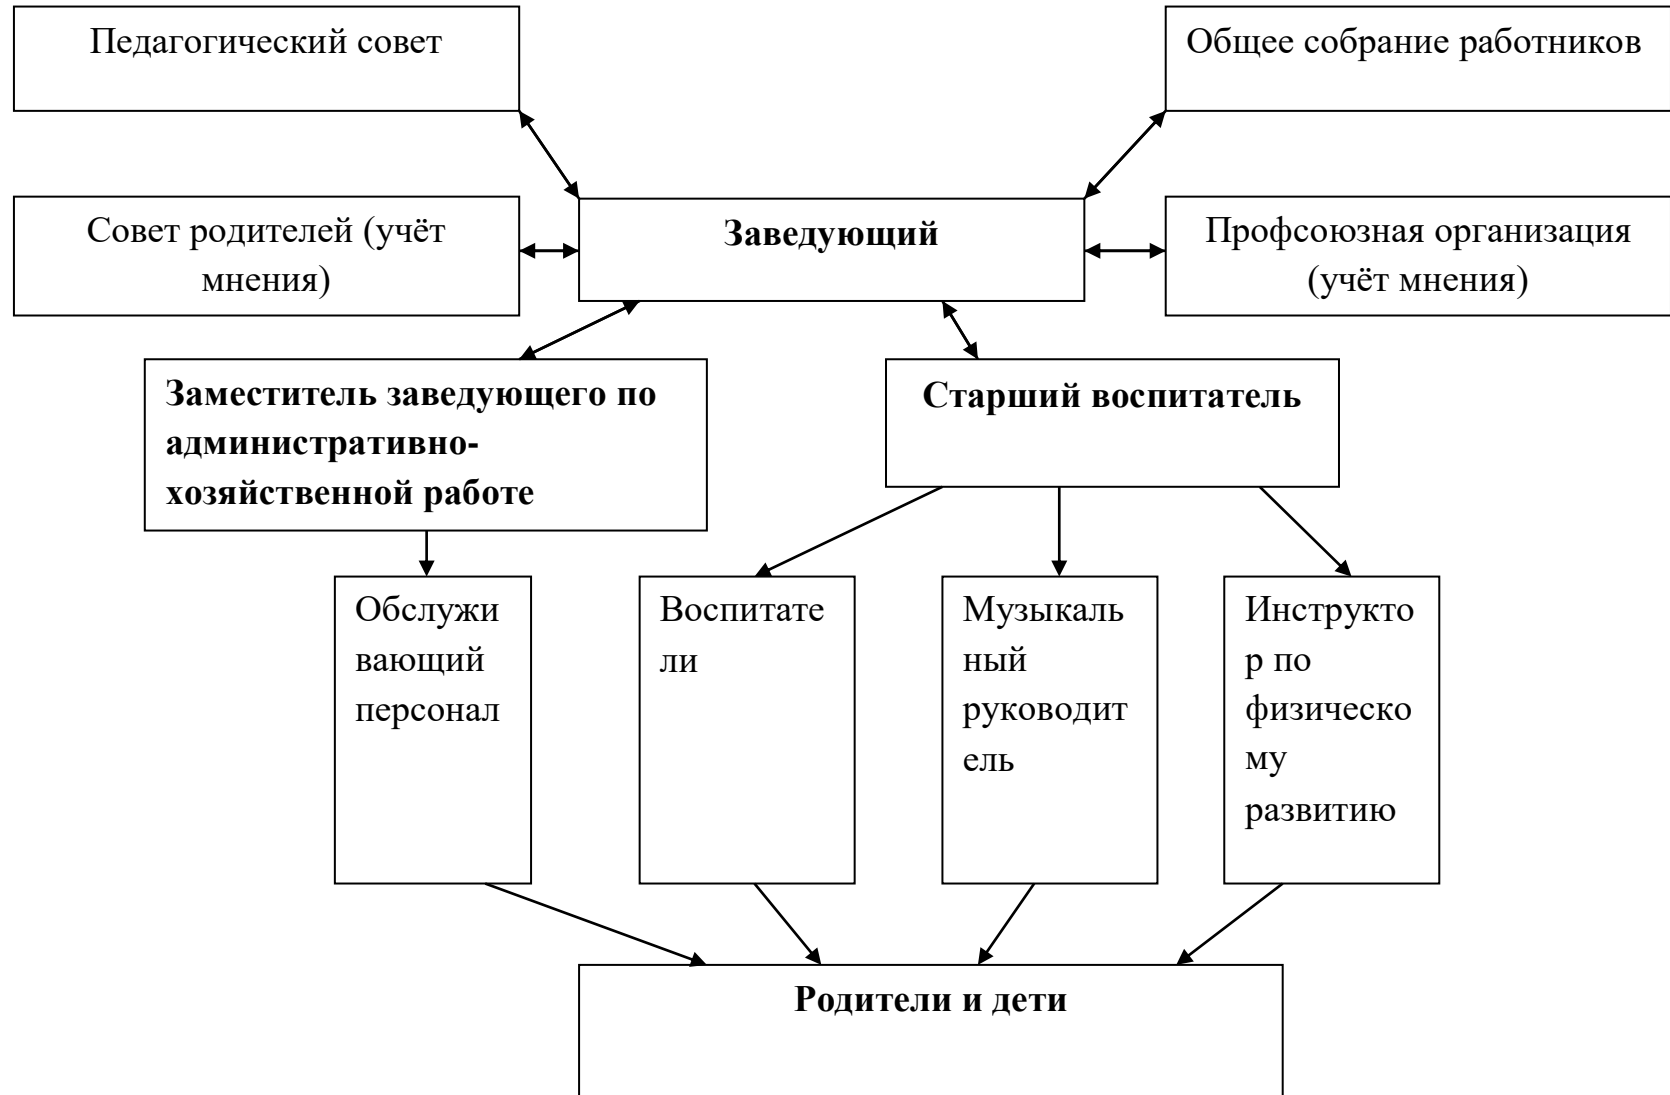 Педагогический совет
Общее собрание работников
Совет родителей (учёт
мнения)
Заведующий
Профсоюзная организация
(учёт мнения)
Заместитель заведующего по
административно-
хозяйственной работе
Старший воспитатель
Обслужи
вающий
персонал
Воспитате
ли
Музыкаль
ный
руководит
ель
Инструкто
р по
физическо
му
развитию
Родители и дети